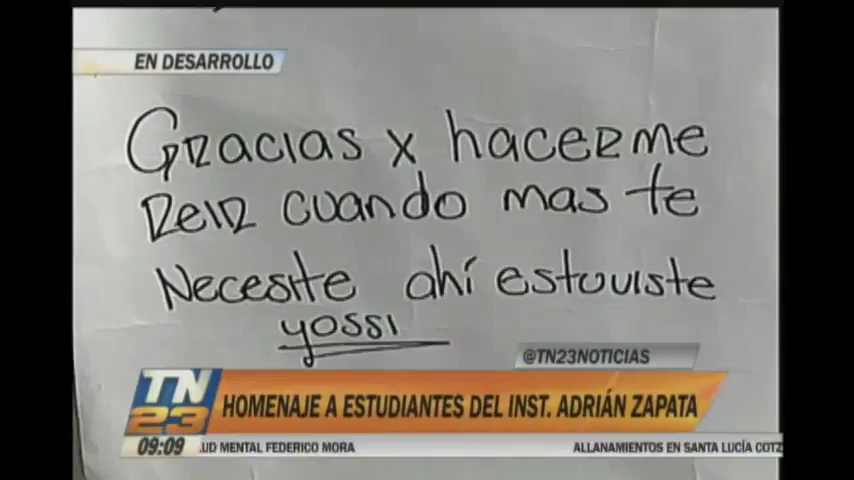 EN DESARROLLO
Gracias x hacerme
Reir cuando mas te
Necesite ahí estouiste
yossi
@TN23NOTICIAS
TN
23
HOMENAJE A ESTUDIANTES DEL INST. ADRIÁN ZAPATA
09:09
UD MENTAL FEDERICO MORA
ALLANAMIENTOS EN SANTA LUCÍA COTZ